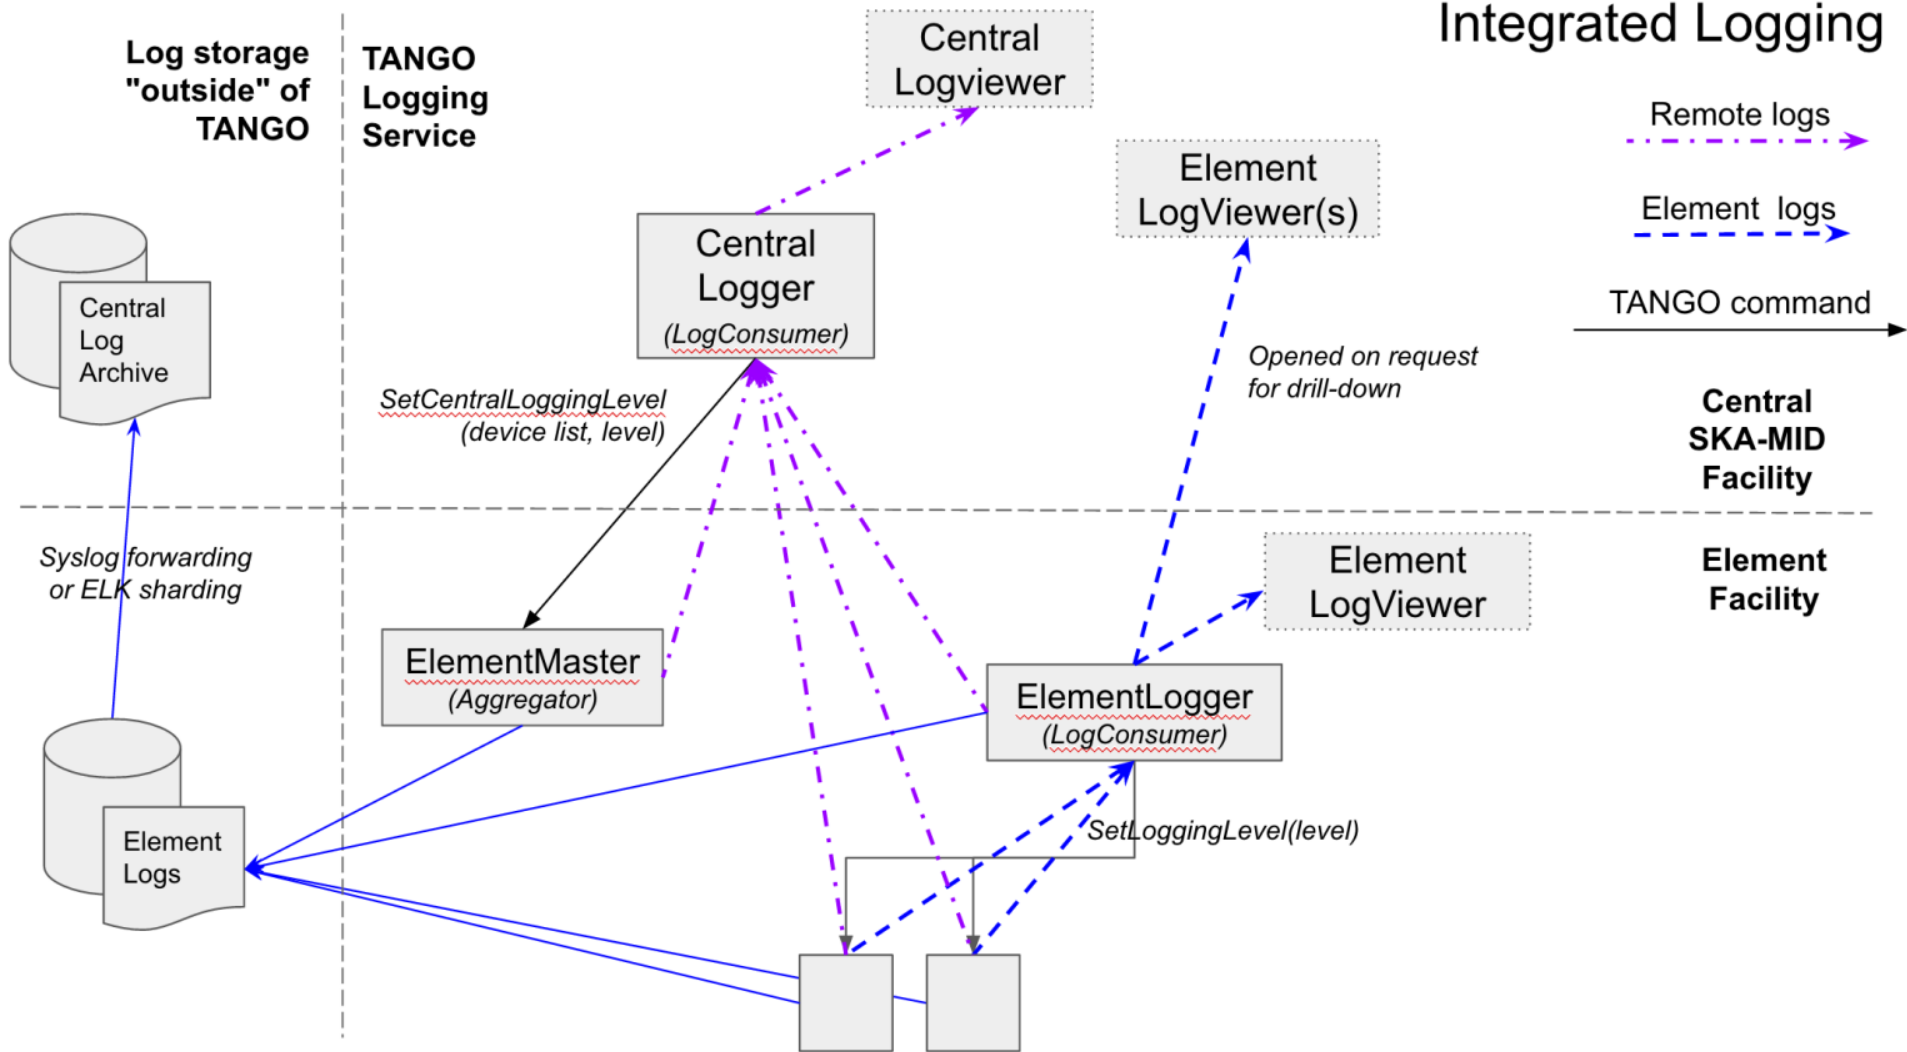 Integrated Logging
Log storage
"outside" of
TANGO
TANGO
Logging
Service
Central
Logviewer
Element
LogViewer(s)
Remote logs
Element logs
TANGO command
Central
Logger
(LogConsumer)
Central
Log
Archive
SetCentralLoggingLevel
(device list, level)
Opened on request
for drill-down
Central
SKA-MID
Facility
Syslog forwarding
or ELK sharding
Element
LogViewer
Element
Facility
ElementMaster
(Aggregator)
ElementLogger
(LogConsumer)
SetLoggingLevel(level)
Element
Logs